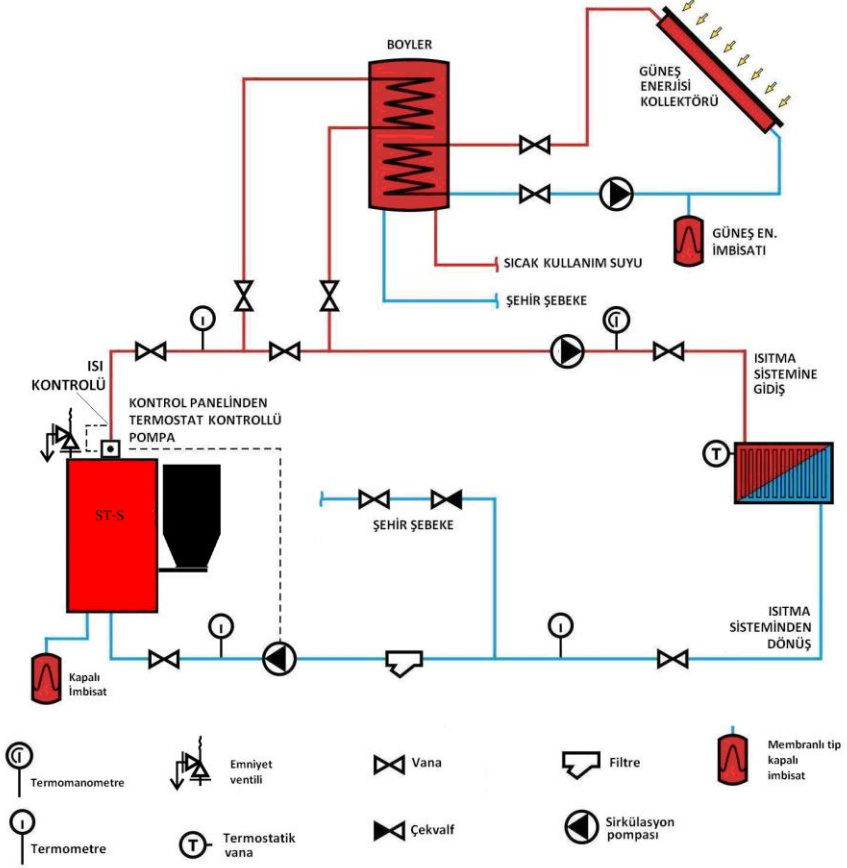 BOYLER
GÜNEŞ
ENERJİSİ
KOLLEKTÖRÜ
GÜNEŞ EN.
İMBİSATI
SICAK KULLANIM SUYU
ŞEHİR ŞEBEKE
ISI
KONTROLÜ
KONTROL PANELİNDEN
TERMOSTAT KONTROLLÜ
POMPA
ISITMA
SİSTEMİNE
GİDİŞ
T
ST-S
ŞEHİR ŞEBEKE
ISITMA
SİSTEMİNDEN
DÖNÜŞ
Kapalı
İmbisat
Termomanometre
Emniyet
ventili
Vana
Filtre
Membranlı tip
kapalı
imbisat
Termometre
T
Termostatik
vana
Çekvalf
Sirkülasyon
pompası